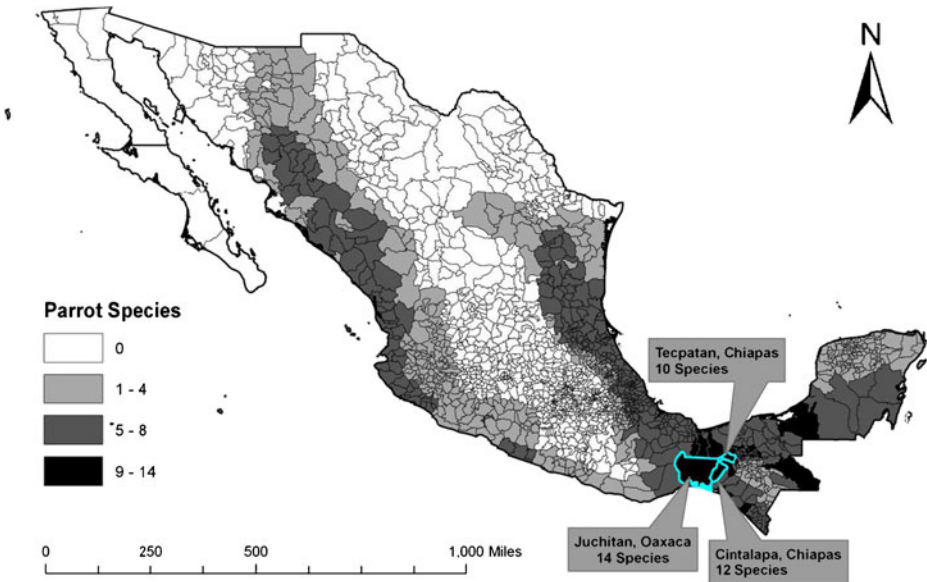 N
Parrot Species
0
1 - 4
5 - 8
9 - 14
Tecpatan, Chiapas
10 Species
Juchitan, Oaxaca
14 Species
Cintalapa, Chiapas
12 Species
0 250 500 1,000 Miles